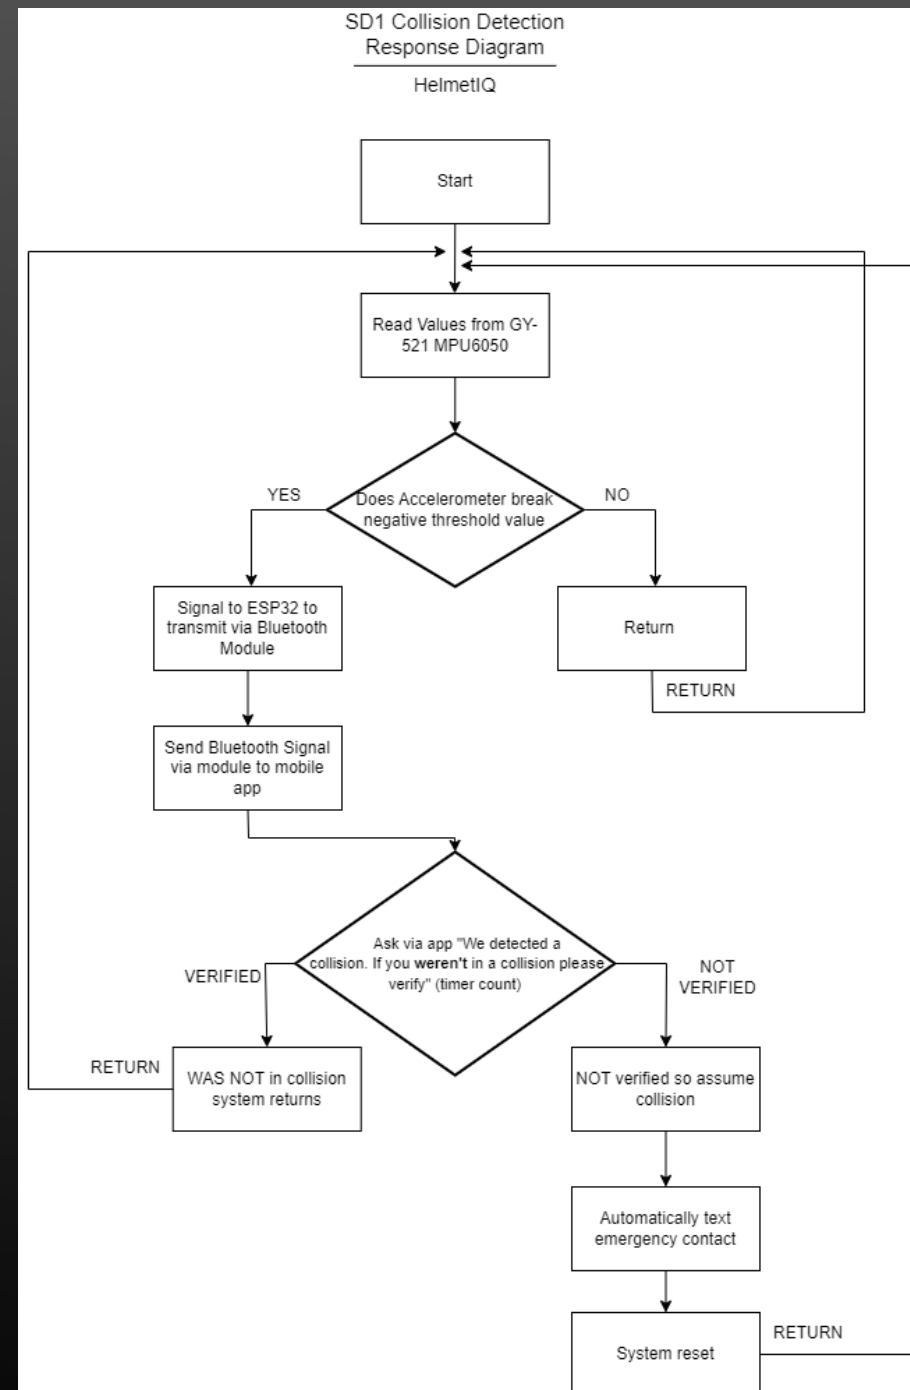 SD1 Collision Detection
Response Diagram
HelmetIQ
Start
Read Values from GY-
521 MPU6050
Does Accelerometer break
negative threshold value
YES
NO
Signal to ESP32 to
transmit via Bluetooth
Module
Return
RETURN
Send Bluetooth Signal
via module to mobile
app
Ask via app "We detected a
collision. If you weren't in a collision please
verify" (timer count)
VERIFIED
NOT
VERIFIED
RETURN
WAS NOT in collision
system returns
NOT verified so assume
collision
Automatically text
emergency contact
System reset
RETURN